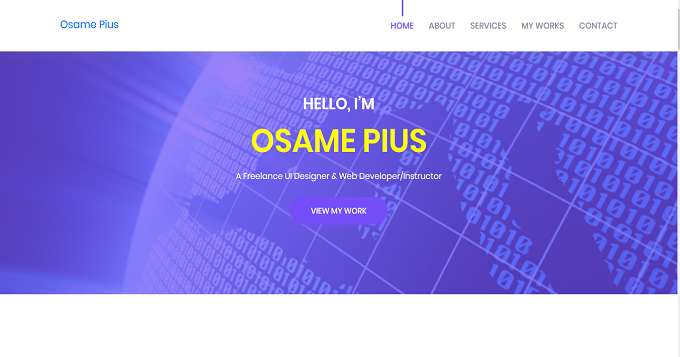 Osame Pius
HOME ABOUT SERVICES MY WORKS CONTACT
HELLO, I'M
OSAME PIUS
A Freelance UI Designer & Web Developer/Instructor
VIEW MY WORK